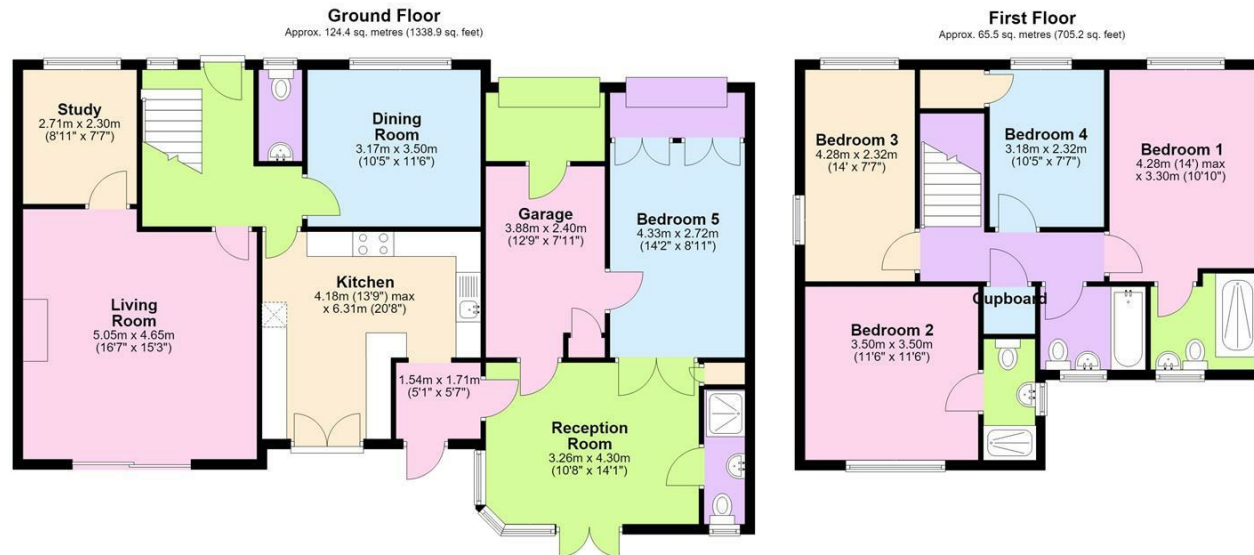 Ground Floor
Approx. 124.4 sq. metres (1338.9 sq. feet)
Study
2.71m x 2.30m
(8'11" x 7'7")
Dining
Room
3.17m x 3.50m
(10'5" x 11'6")
Garage
3.88m x 2.40m
(12'9" x 7'11")
Bedroom 5
4.33m x 2.72m
(14'2" x 8'11")
Living
Room
5.05m x 4.65m
(16'7" x 15'3")
Kitchen
4.18m (13'9") max
x 6.31m (20'8")
1.54m x 1.71m
(5'1" x 5'7")
Reception
Room
3.26m x 4.30m
(10'8" x 14'1")
First Floor
Approx. 65.5 sq. metres (705.2 sq. feet)
Bedroom 3
4.28m x 2.32m
(14' x 7'7")
Bedroom 4
3.18m x 2.32m
(10'5" x 7'7")
Bedroom 1
4.28m (14') max
x 3.30m (10'10")
Cupboard
Bedroom 2
3.50m x 3.50m
(11'6" x 11'6")